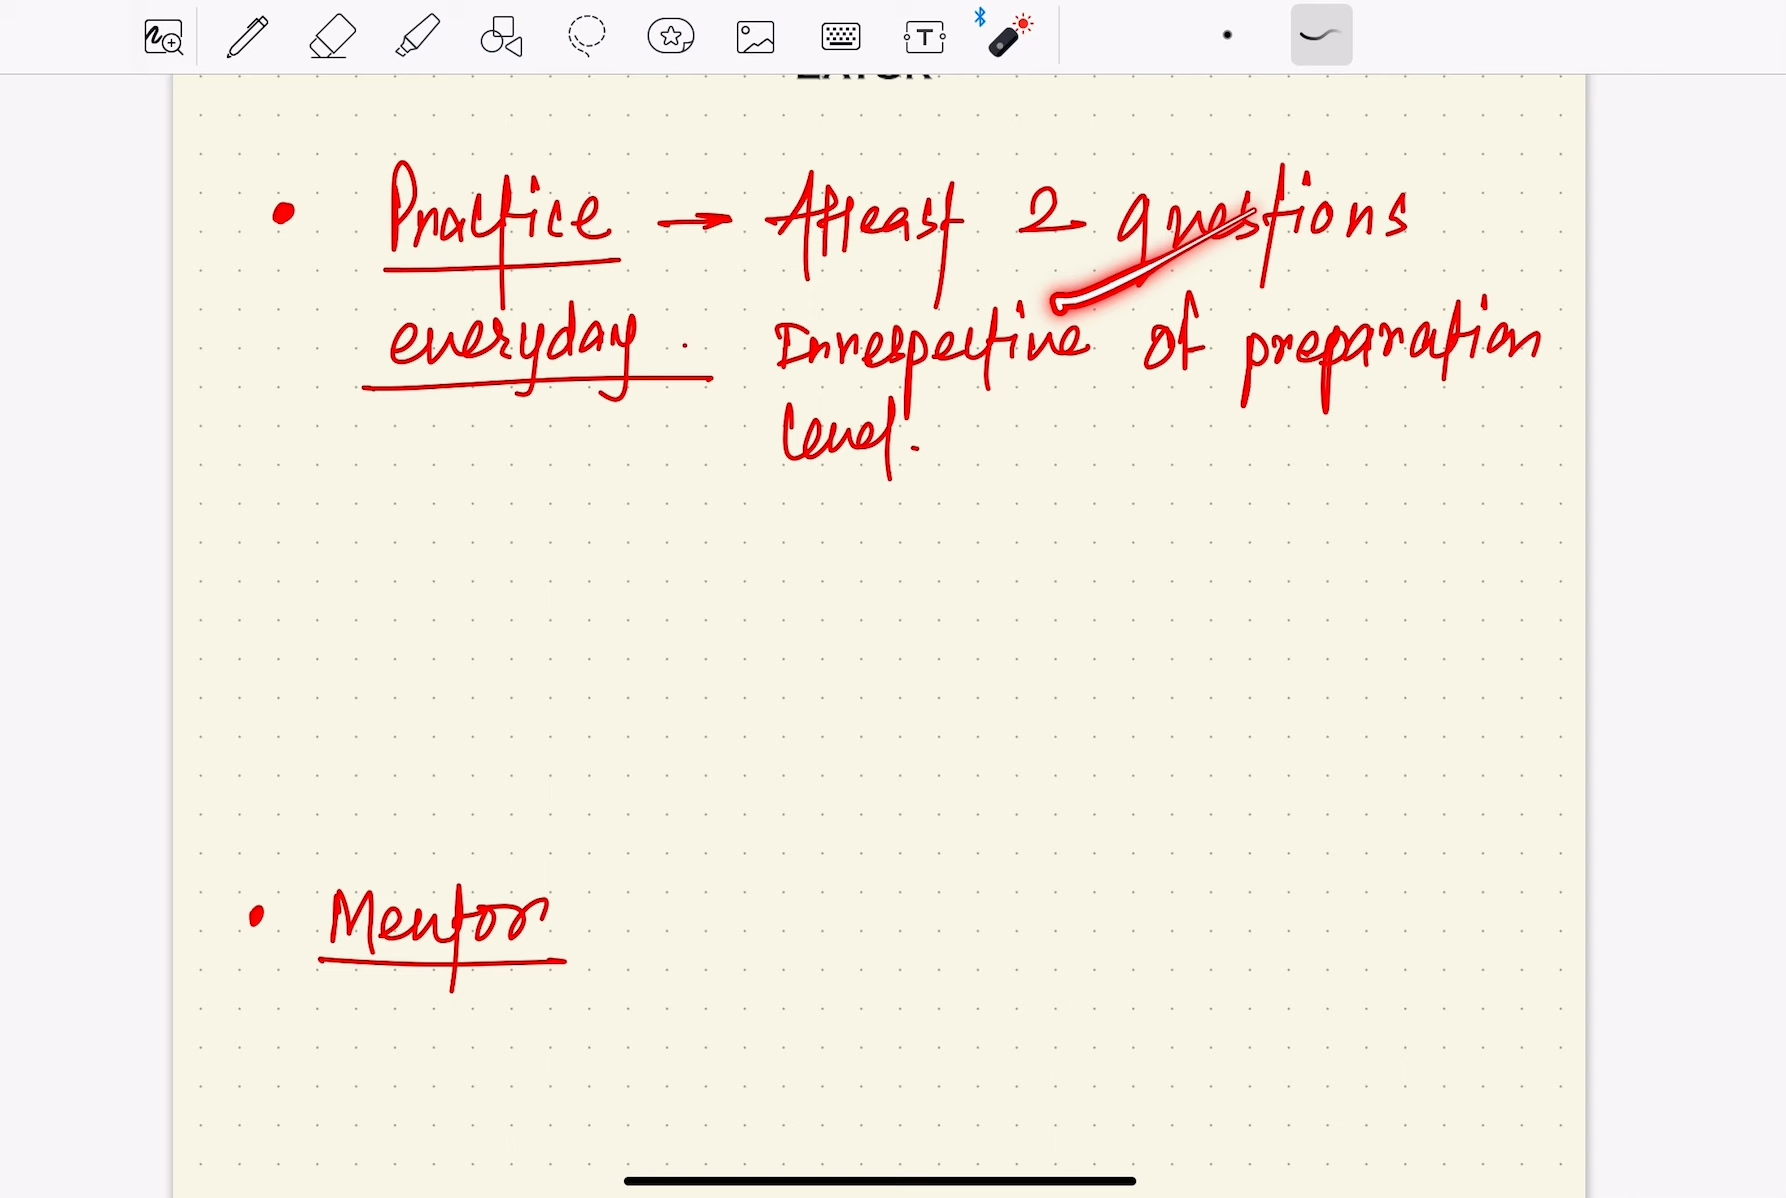 • Practice → Atleast 2 questions
everyday. Irrespective of preparation
level.
• Mentor